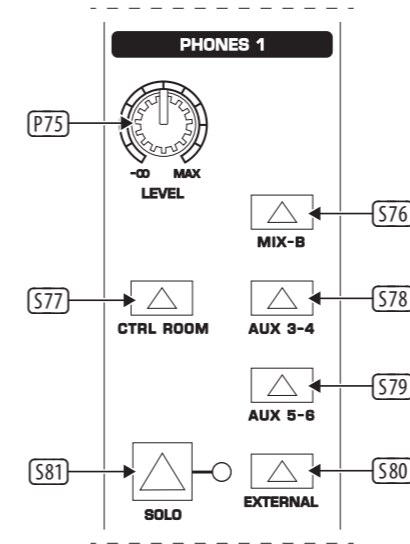 PHONES 1
P75
-∞ MAX
LEVEL
S76
MIX-B
S77
S78
CTRL ROOM AUX 3-4
S79
AUX 5-6
S81
S80
SOLO EXTERNAL